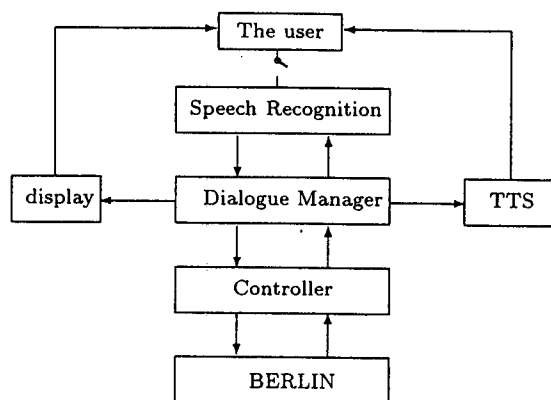 The user
Speech Recognition
display
Dialogue Manager
TTS
Controller
BERLIN